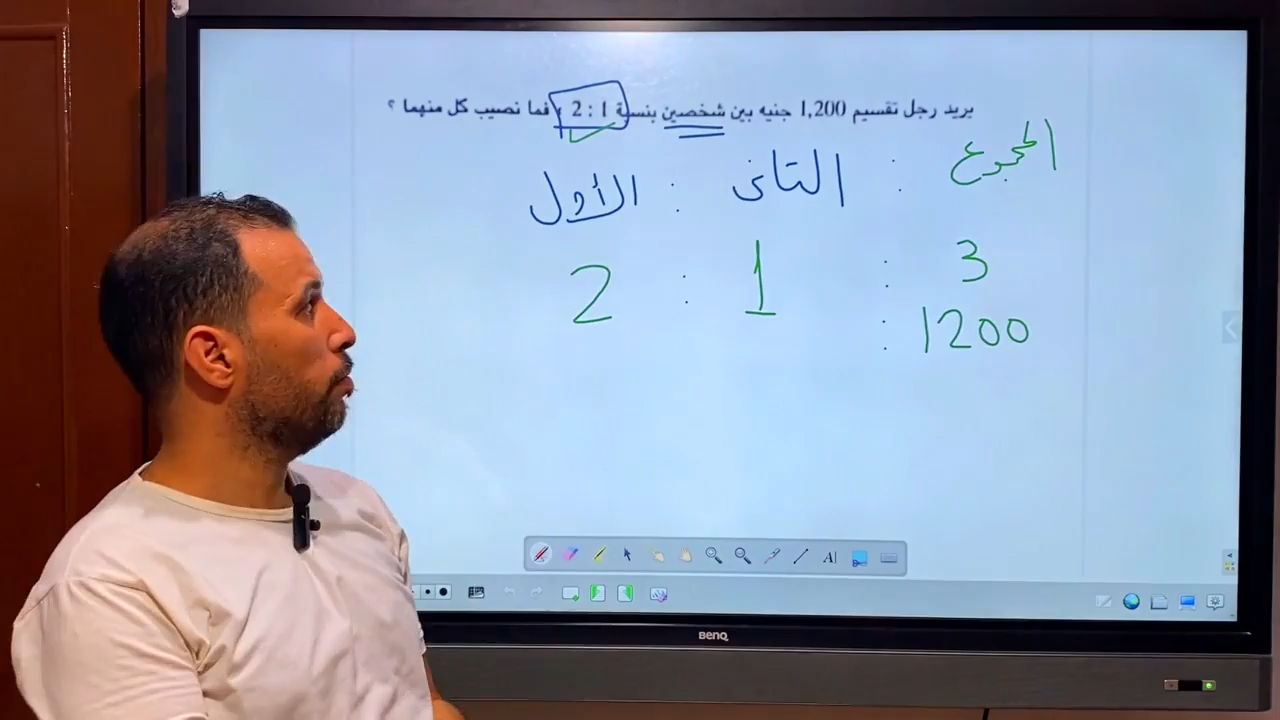 يريد رجل تقسيم 1,200 جنيه بين شخصين بنسبة 1 : 2 ، فما نصيب كل منهما ؟
المجموع : الثانى : الأول
2 : 1 : 3
: 1200
A
BENQ